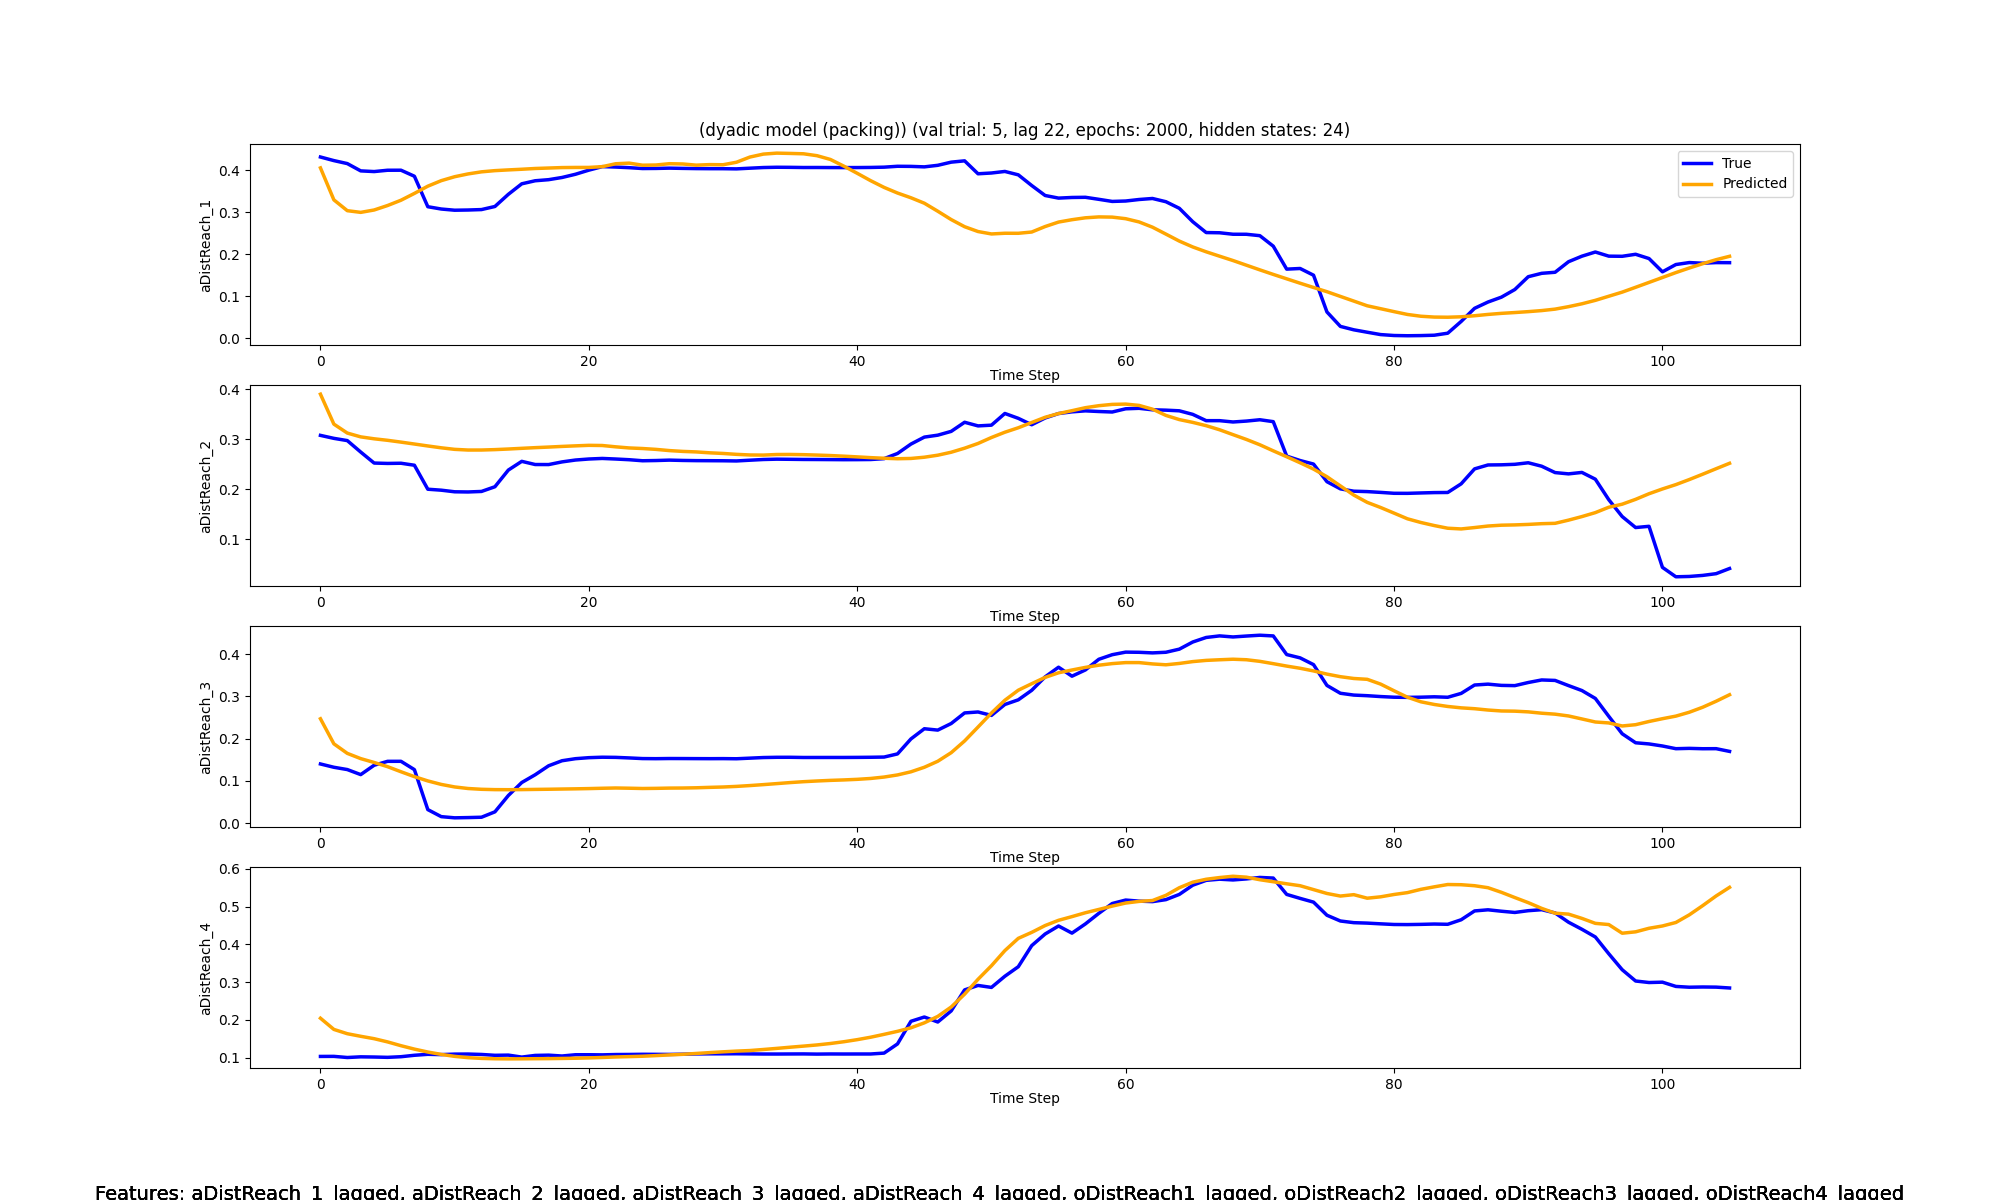 (dyadic model (packing)) (val trial: 5, lag 22, epochs: 2000, hidden states: 24)
True
Predicted
aDistReach_1
0.4
0.3
0.2
0.1
0.0
0 20 40 60 80 100
Time Step
aDistReach_2
0.4
0.3
0.2
0.1
0 20 40 60 80 100
Time Step
aDistReach_3
0.4
0.3
0.2
0.1
0.0
0 20 40 60 80 100
Time Step
aDistReach_4
0.6
0.5
0.4
0.3
0.2
0.1
0 20 40 60 80 100
Time Step
Features: aDistReach_1_lagged, aDistReach_2_lagged, aDistReach_3_lagged, aDistReach_4_lagged, oDistReach1_lagged, oDistReach2_lagged, oDistReach3_lagged, oDistReach4_lagged